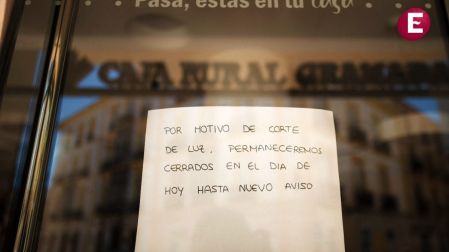 Pasa, estás en tu casa
E
CAJA RURAL GRANADA
POR MOTIVO DE CORTE
DE LUZ, PERMANECEREMOS
CERRADOS EN EL DIA DE
HOY HASTA NUEVO AVISO